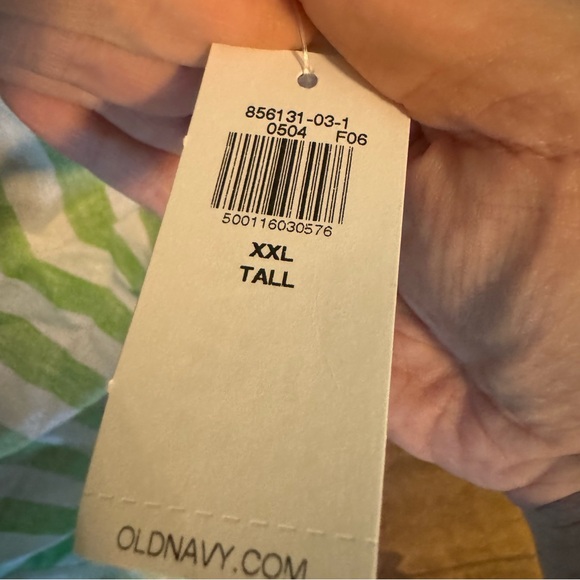 856131-03-1
0504 F06
500116030576
XXL
TALL
OLDNAVY.COM